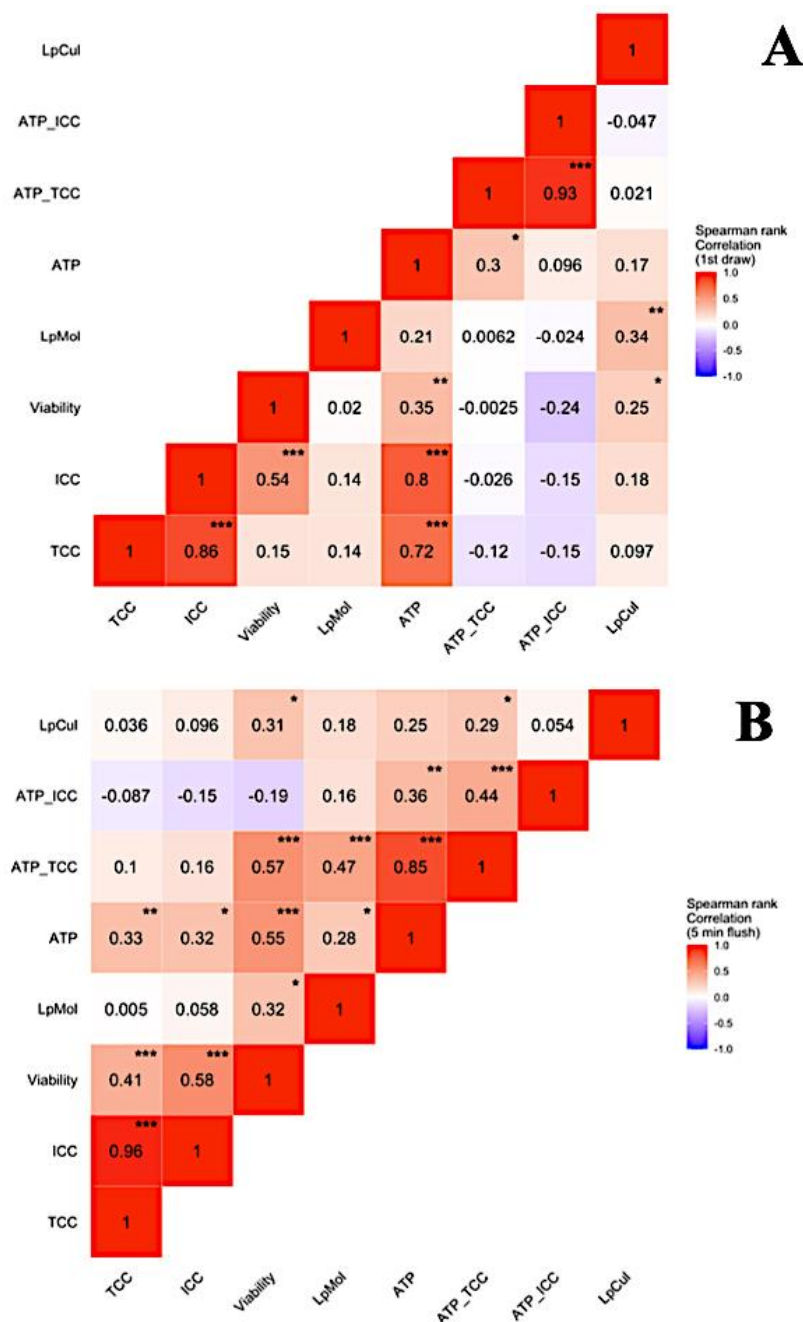 A
LpCul 1
ATP_ICC 1 -0.047
ATP_TCC 1 0.93 *** 0.021
ATP 1 0.3 * 0.096 0.17
LpMol 1 0.21 0.0062 -0.024 0.34 **
Viability 1 0.02 0.35 ** -0.0025 -0.24 0.25 *
ICC 1 0.54 *** 0.14 0.8 *** -0.026 -0.15 0.18
TCC 1 0.86 *** 0.15 0.14 0.72 *** -0.12 -0.15 0.097
TCC ICC Viability LpMol ATP ATP_TCC ATP_ICC LpCul
Spearman rank
Correlation
(1st draw)
1.0
0.5
0.0
-0.5
-1.0
B
LpCul 0.036 0.096 0.31 * 0.18 0.25 0.29 * 0.054 1
ATP_ICC -0.087 -0.15 -0.19 0.16 0.36 ** 0.44 *** 1
ATP_TCC 0.1 0.16 0.57 *** 0.47 *** 0.85 *** 1
ATP 0.33 ** 0.32 * 0.55 *** 0.28 * 1
LpMol 0.005 0.058 0.32 * 1
Viability 0.41 *** 0.58 *** 1
ICC 0.96 *** 1
TCC 1
TCC ICC Viability LpMol ATP ATP_TCC ATP_ICC LpCul
Spearman rank
Correlation
(5 min flush)
1.0
0.5
0.0
-0.5
-1.0